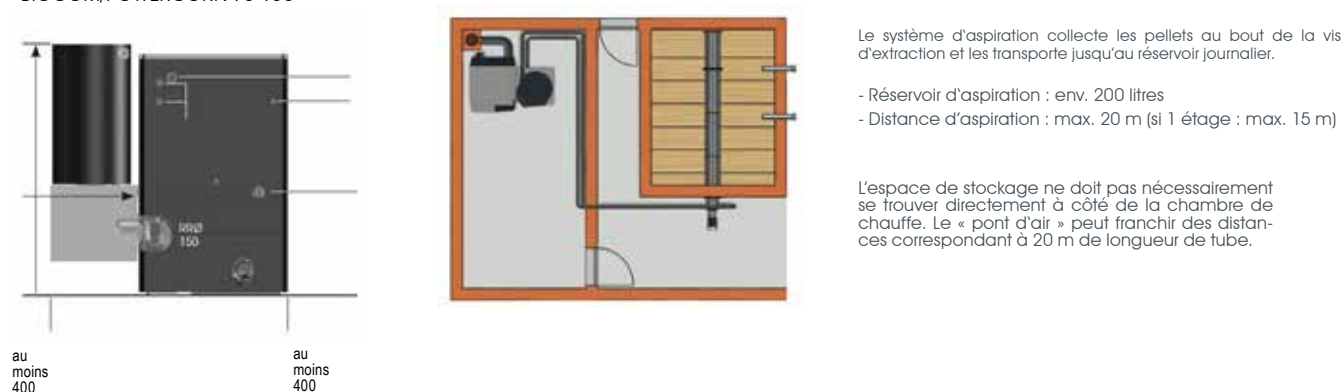 RRØ
150
au
moins
400
au
moins
400
Le système d'aspiration collecte les pellets au bout de la vis
d'extraction et les transporte jusqu'au réservoir journalier.
- Réservoir d'aspiration : env. 200 litres
- Distance d'aspiration : max. 20 m (si 1 étage : max. 15 m)
L'espace de stockage ne doit pas nécessairement
se trouver directement à côté de la chambre de
chauffe. Le « pont d'air » peut franchir des distan-
ces correspondant à 20 m de longueur de tube.